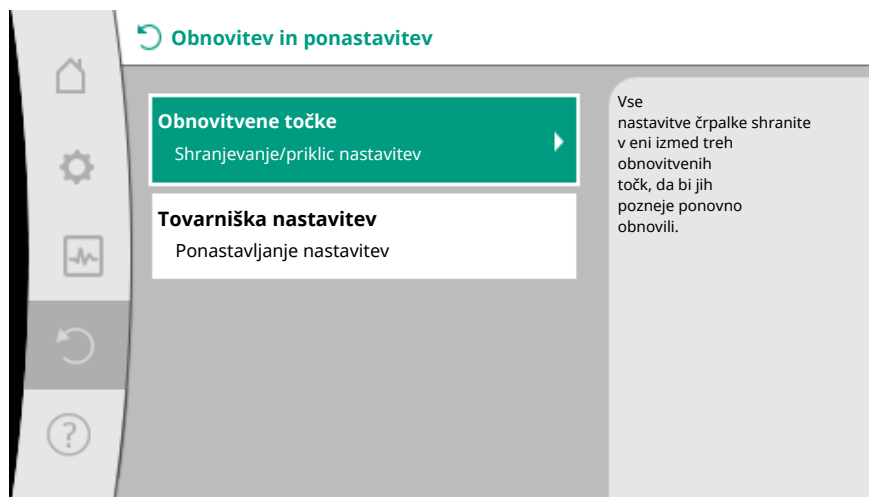 Obnovitev in ponastavitev
Obnovitvene točke
Shranjevanje/priklic nastavitev
Tovarniška nastavitev
Ponastavljanje nastavitev
Vse
nastavitve črpalke shranite
v eni izmed treh
obnovitvenih
točk, da bi jih
pozneje ponovno
obnovili.